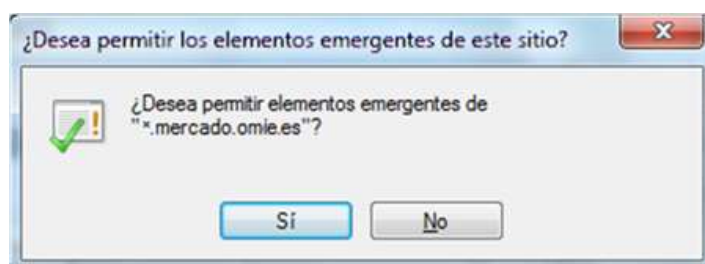 ¿Desea permitir los elementos emergentes de este sitio?
¿Desea permitir elementos emergentes de
"*.mercado.omie.es"?
Sí
No